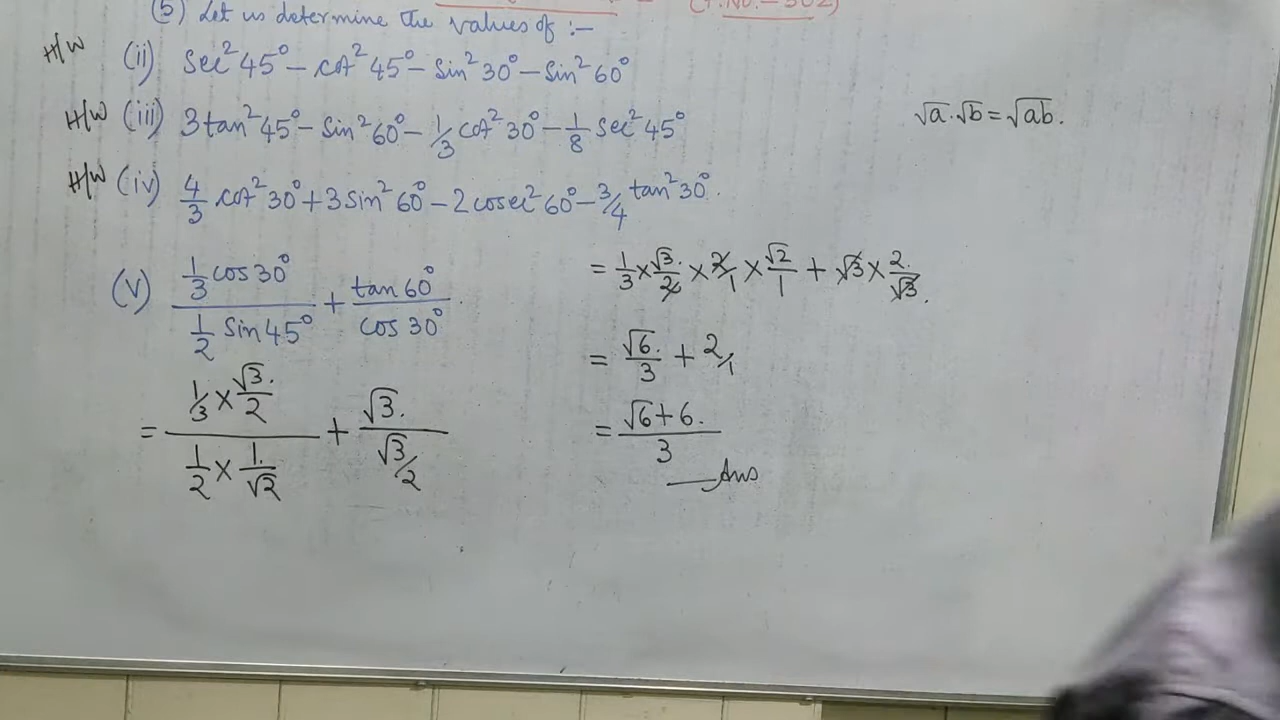 (5) Let us determine the values of :—
H/W (ii) sec²45° – cot²45° – sin²30° – sin²60°
H/W (iii) 3tan²45° – sin²60° – 1/3 cot²30° – 1/8 sec²45°
H/W (iv) 4/3 cot²30° + 3sin²60° – 2cosec²60° – 3/4 tan²30°.
(v) (1/3 cos30°)/(1/2 sin45°) + tan60°/cos30°.
= (1/3 × √3/2)/(1/2 × 1/√2) + √3/(√3/2)
= 1/3 × √3/2 × 2/1 × √2/1 + √3 × 2/√3.
= √6/3 + 2/1
= (√6+6)/3
— Ans
√a.√b = √ab.